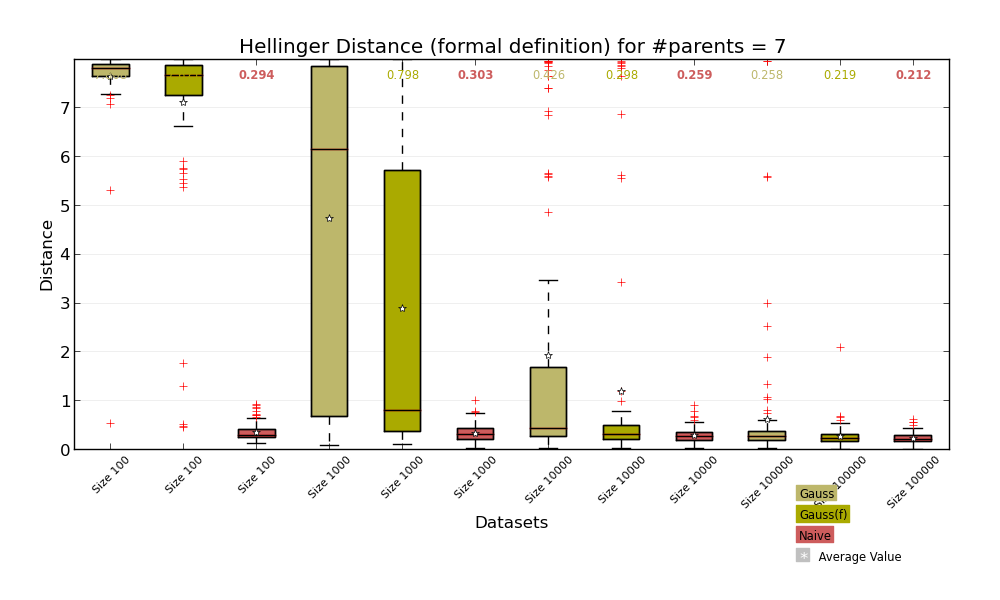 Hellinger Distance (formal definition) for #parents = 7
0.294
0.798
0.303
0.426
0.298
0.259
0.258
0.219
0.212
7
6
5
4
3
2
1
0
Distance
Size 100
Size 100
Size 100
Size 1000
Size 1000
Size 1000
Size 10000
Size 10000
Size 10000
Size 100000
Size 100000
Size 100000
Datasets
Gauss
Gauss(f)
Naive
* Average Value